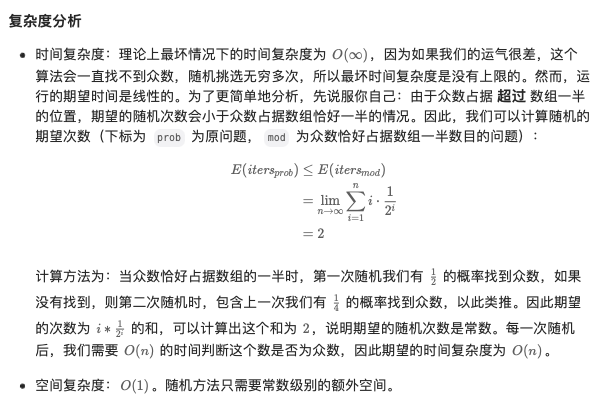 复杂度分析
• 时间复杂度：理论上最坏情况下的时间复杂度为 O(∞)，因为如果我们的运气很差，这个
算法会一直找不到众数，随机挑选无穷多次，所以最坏时间复杂度是没有上限的。然而，运
行的期望时间是线性的。为了更简单地分析，先说服你自己：由于众数占据 超过 数组一半
的位置，期望的随机次数会小于众数占据数组恰好一半的情况。因此，我们可以计算随机的
期望次数（下标为 prob 为原问题， mod 为众数恰好占据数组一半数目的问题）：
E(iters_{prob}) ≤ E(iters_{mod})
= lim_{n→∞} ∑_{i=1}^{n} i · \frac{1}{2^i}
= 2
计算方法为：当众数恰好占据数组的一半时，第一次随机我们有 \frac{1}{2} 的概率找到众数，如果
没有找到，则第二次随机时，包含上一次我们有 \frac{1}{4} 的概率找到众数，以此类推。因此期望
的次数为 i * \frac{1}{2^i} 的和，可以计算出这个和为 2，说明期望的随机次数是常数。每一次随机
后，我们需要 O(n) 的时间判断这个数是否为众数，因此期望的时间复杂度为 O(n)。
• 空间复杂度：O(1)。随机方法只需要常数级别的额外空间。